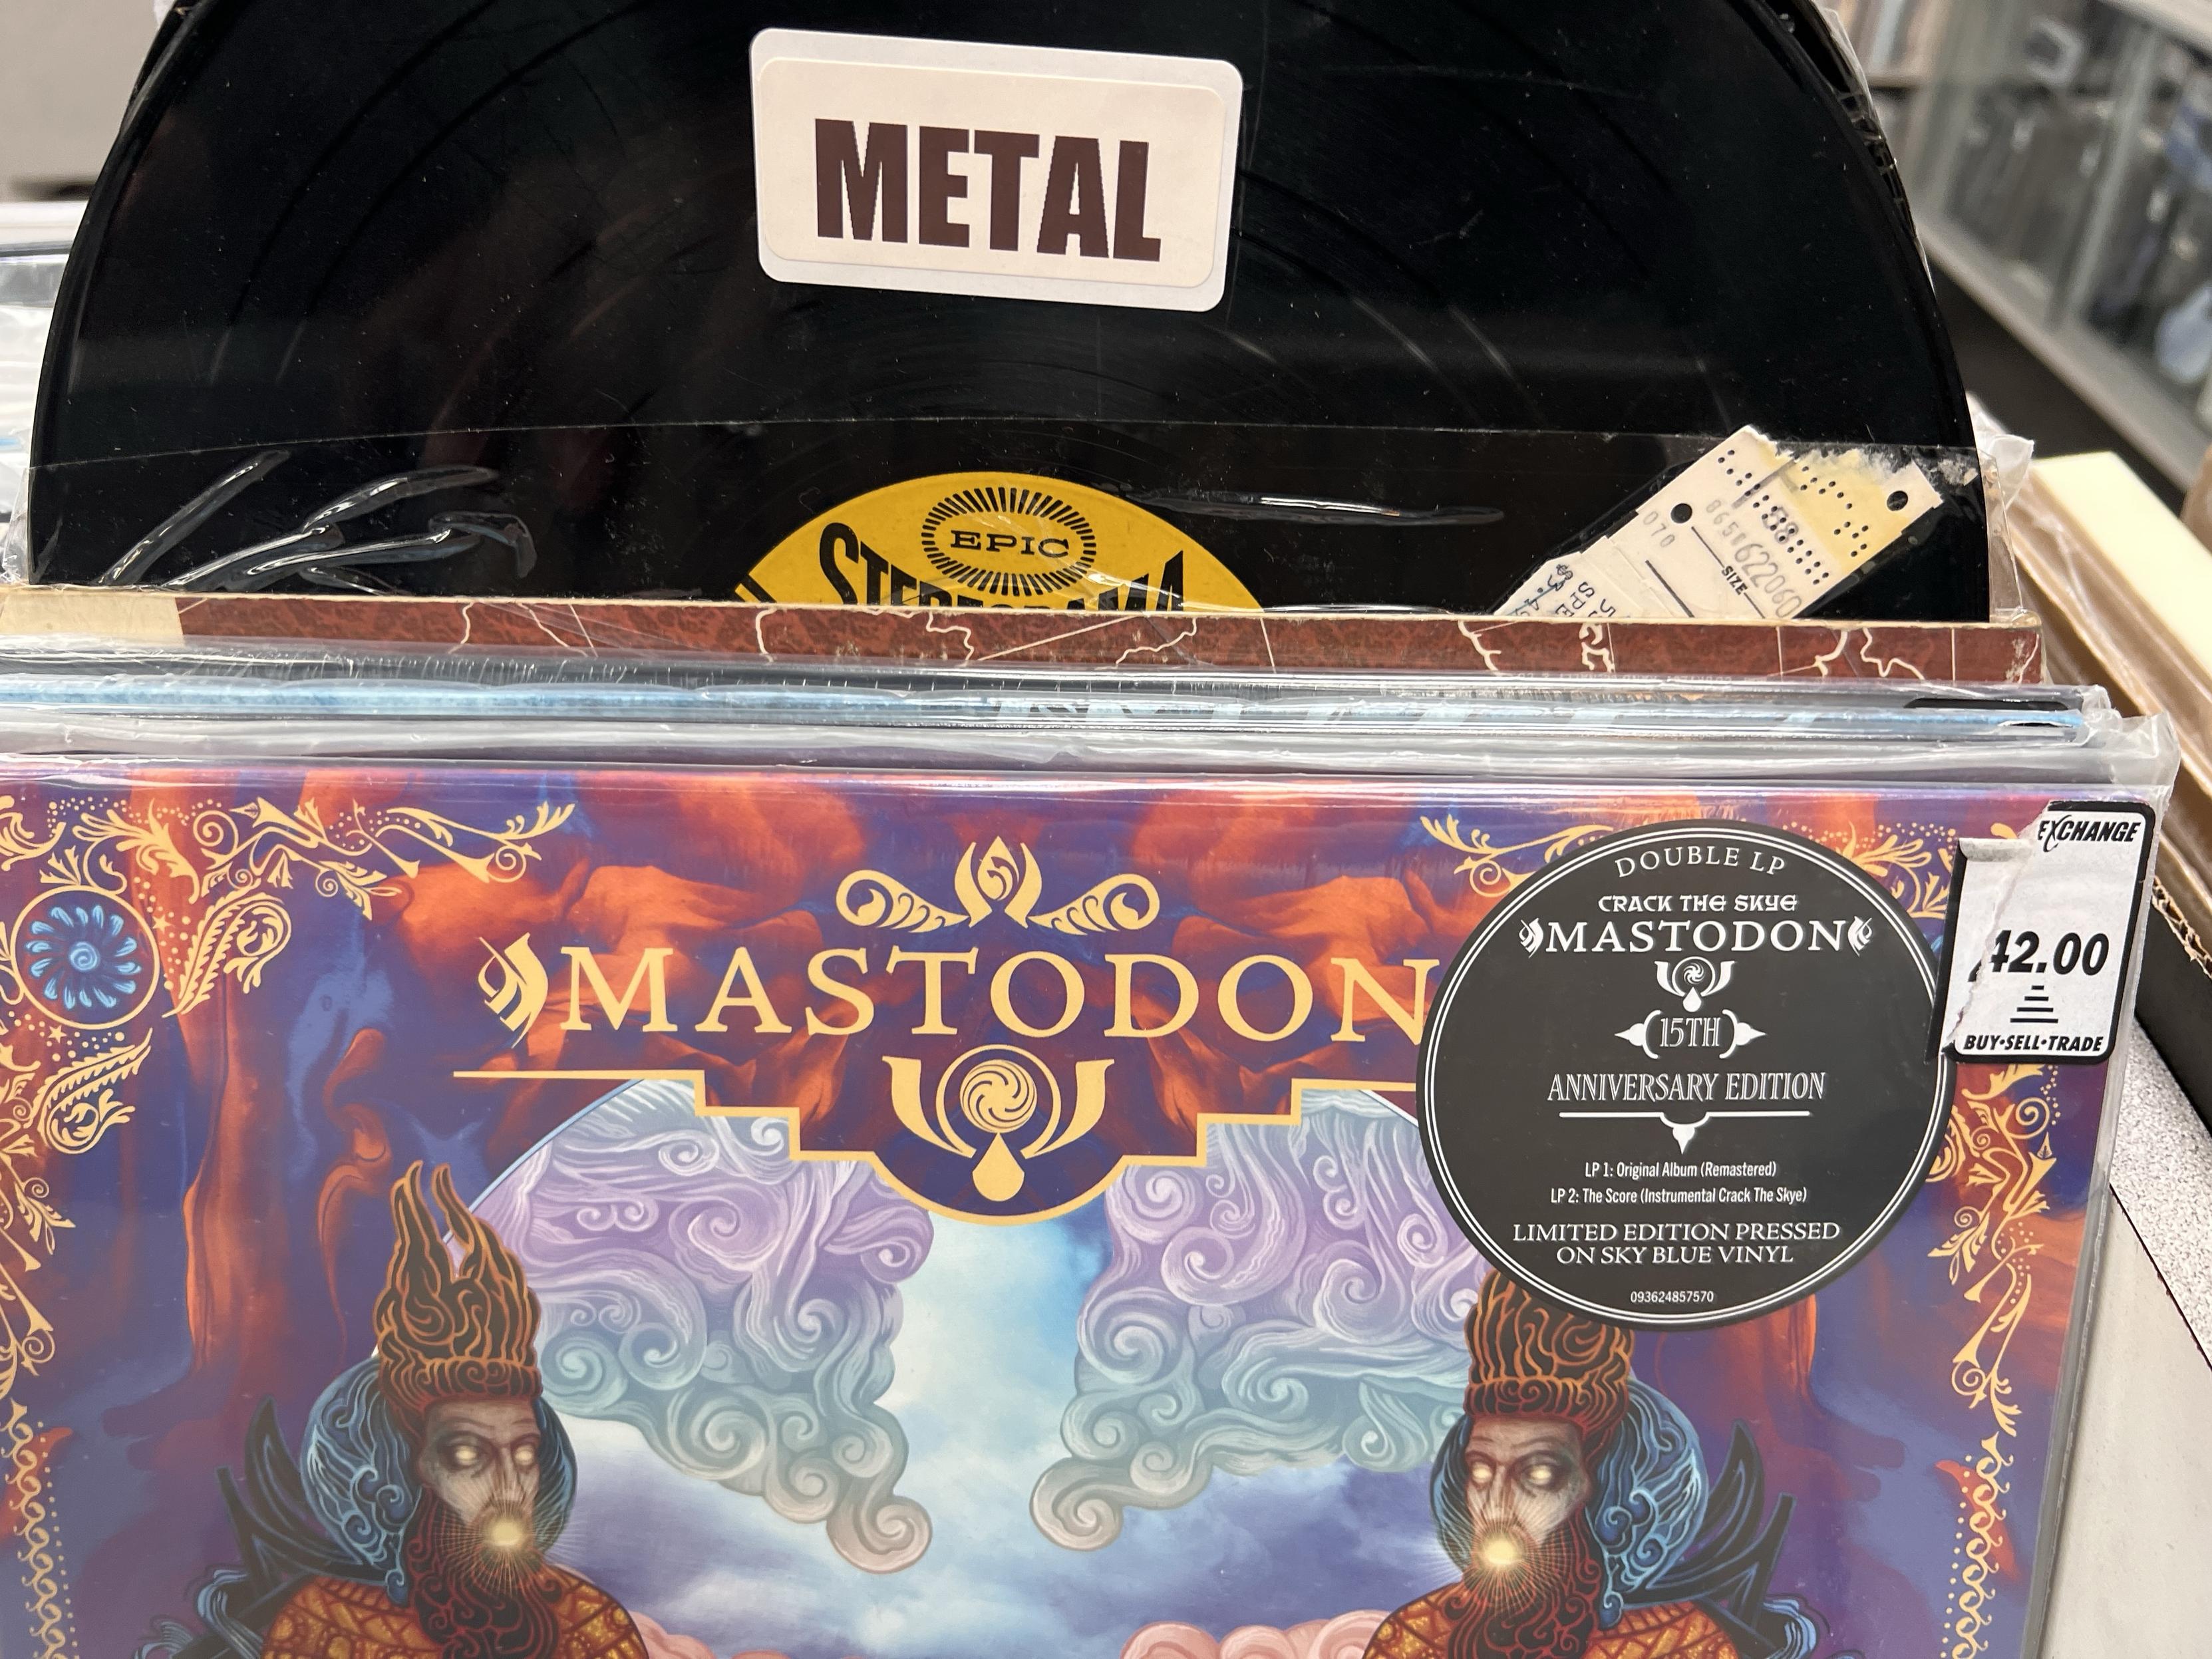 METAL
EPIC
STEREORAMA
SIZE
070
EXCHANGE
42.00
BUY•SELL•TRADE
MASTODON
DOUBLE LP
CRACK THE SKYE
MASTODON
15TH
ANNIVERSARY EDITION
LP 1: Original Album (Remastered)
LP 2: The Score (Instrumental Crack The Skye)
LIMITED EDITION PRESSED
ON SKY BLUE VINYL
093624857570